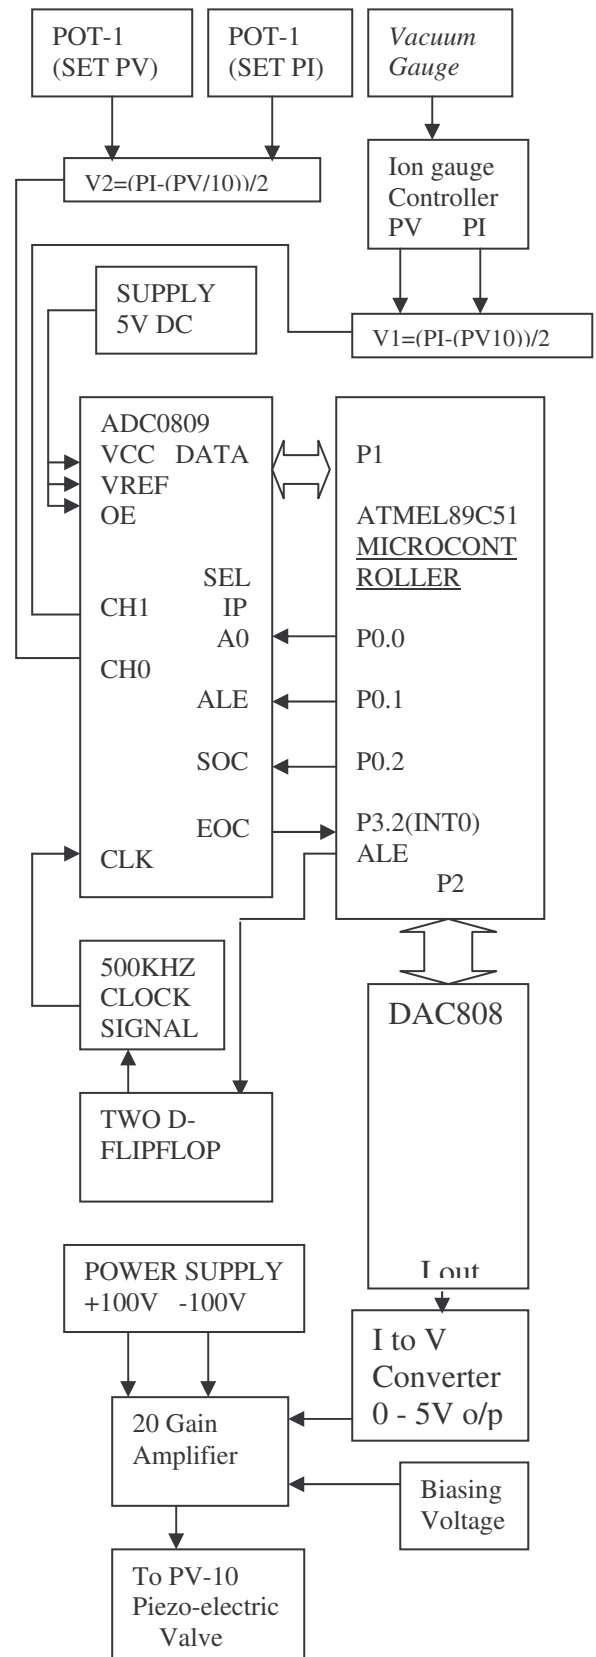 POT-1
(SET PV)
POT-1
(SET PI)
Vacuum
Gauge
V2=(PI-(PV/10))/2
Ion gauge
Controller
PV PI
SUPPLY
5V DC
V1=(PI-(PV10))/2
ADC0809
VCC DATA
VREF
OE
SEL
CH1 IP
A0
CH0
ALE
SOC
EOC
CLK
P1
ATMEL89C51
MICROCONT
ROLLER
P0.0
P0.1
P0.2
P3.2(INT0)
ALE
P2
500KHZ
CLOCK
SIGNAL
DAC808
TWO D-
FLIPFLOP
Iout
POWER SUPPLY
+100V -100V
I to V
Converter
0 - 5V o/p
20 Gain
Amplifier
Biasing
Voltage
To PV-10
Piezo-electric
Valve